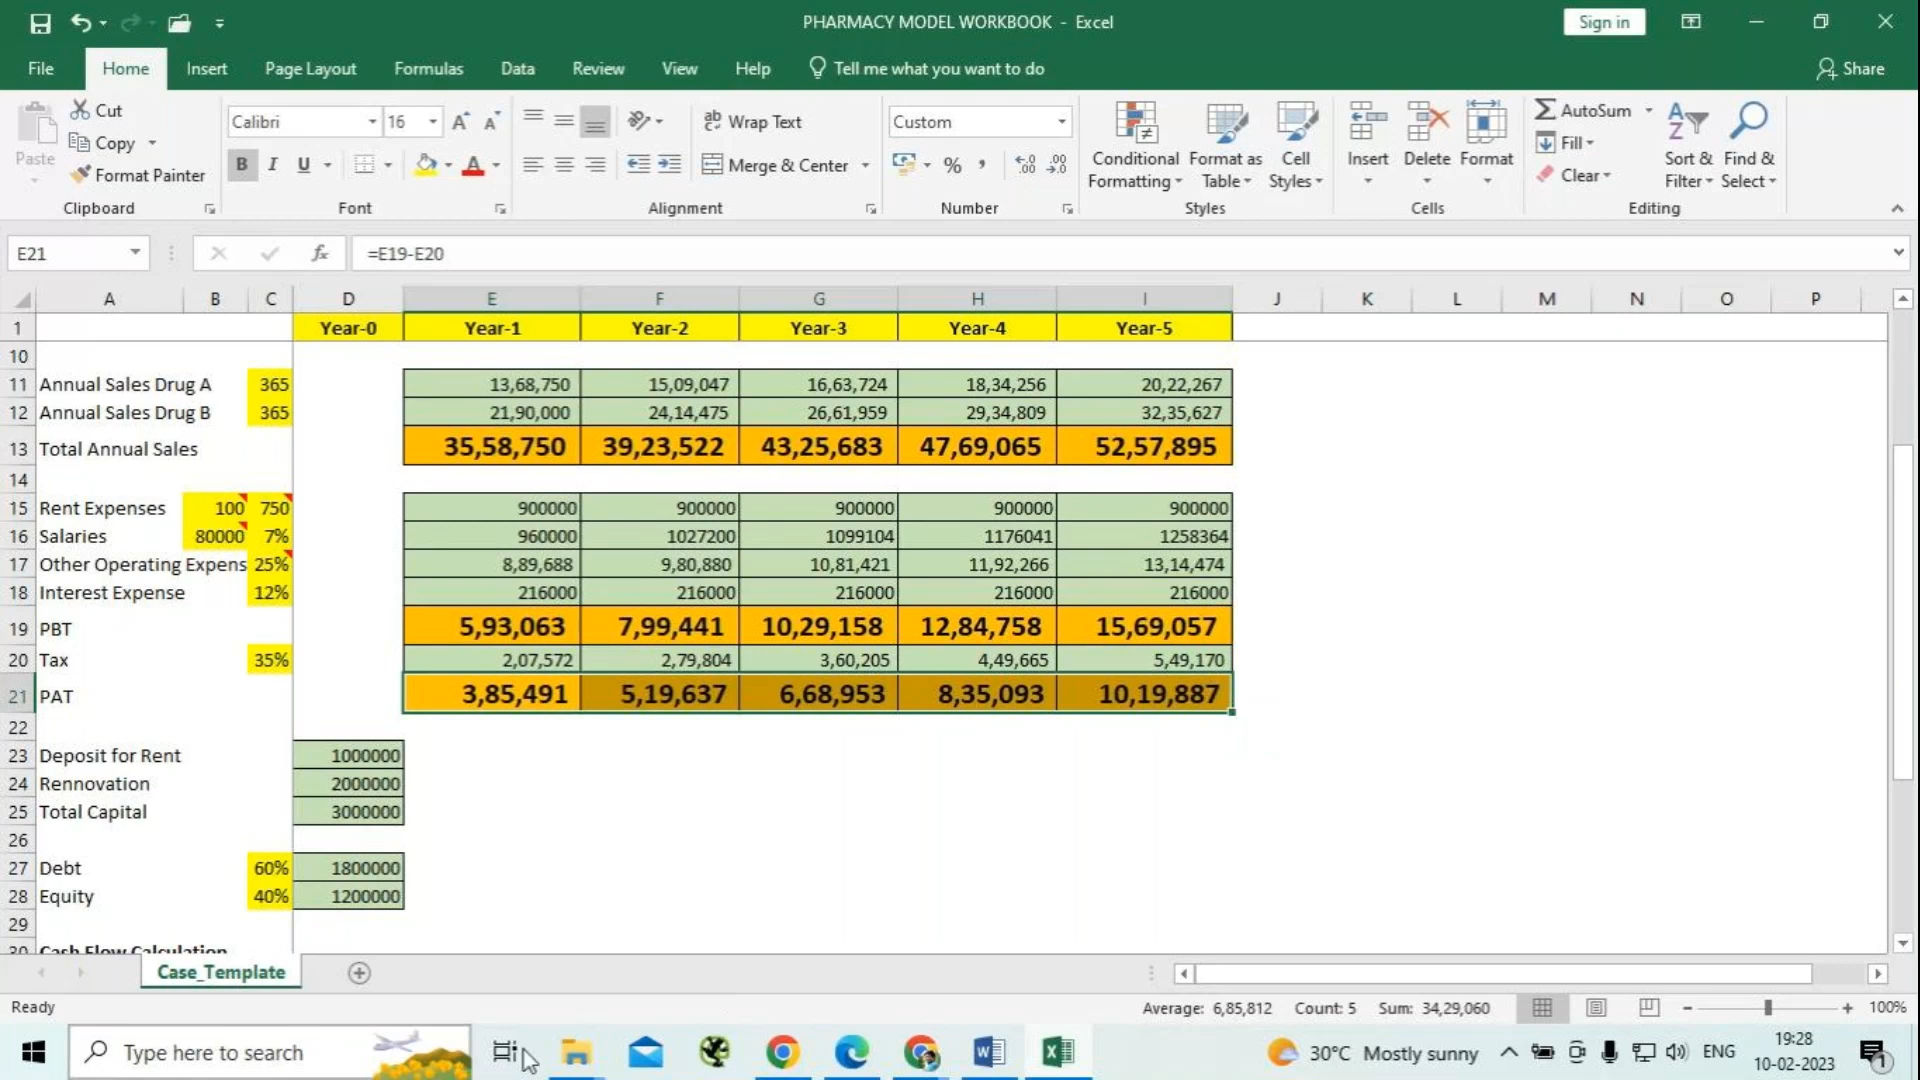 PHARMACY MODEL WORKBOOK - Excel
Sign in
File Home Insert Page Layout Formulas Data Review View Help Tell me what you want to do Share
Paste Cut Copy Format Painter Clipboard
Calibri 16 A A B I U A Font
ab Wrap Text Merge & Center Alignment
Custom % , .00 .00 Number
Conditional Formatting Format as Table Cell Styles Styles
Insert Delete Format Cells
AutoSum Fill Clear Sort & Filter Find & Select Editing
E21 fx =E19-E20
A B C D E F G H I J K L M N O P
1 Year-0 Year-1 Year-2 Year-3 Year-4 Year-5
10
11 Annual Sales Drug A 365 13,68,750 15,09,047 16,63,724 18,34,256 20,22,267
12 Annual Sales Drug B 365 21,90,000 24,14,475 26,61,959 29,34,809 32,35,627
13 Total Annual Sales 35,58,750 39,23,522 43,25,683 47,69,065 52,57,895
14
15 Rent Expenses 100 750 900000 900000 900000 900000 900000
16 Salaries 80000 7% 960000 1027200 1099104 1176041 1258364
17 Other Operating Expens 25% 8,89,688 9,80,880 10,81,421 11,92,266 13,14,474
18 Interest Expense 12% 216000 216000 216000 216000 216000
19 PBT 5,93,063 7,99,441 10,29,158 12,84,758 15,69,057
20 Tax 35% 2,07,572 2,79,804 3,60,205 4,49,665 5,49,170
21 PAT 3,85,491 5,19,637 6,68,953 8,35,093 10,19,887
22
23 Deposit for Rent 1000000
24 Rennovation 2000000
25 Total Capital 3000000
26
27 Debt 60% 1800000
28 Equity 40% 1200000
29
30 Cash Flow Calculation
Case_Template
Ready Average: 6,85,812 Count: 5 Sum: 34,29,060 100%
Type here to search 30°C Mostly sunny ENG 19:28
10-02-2023 1